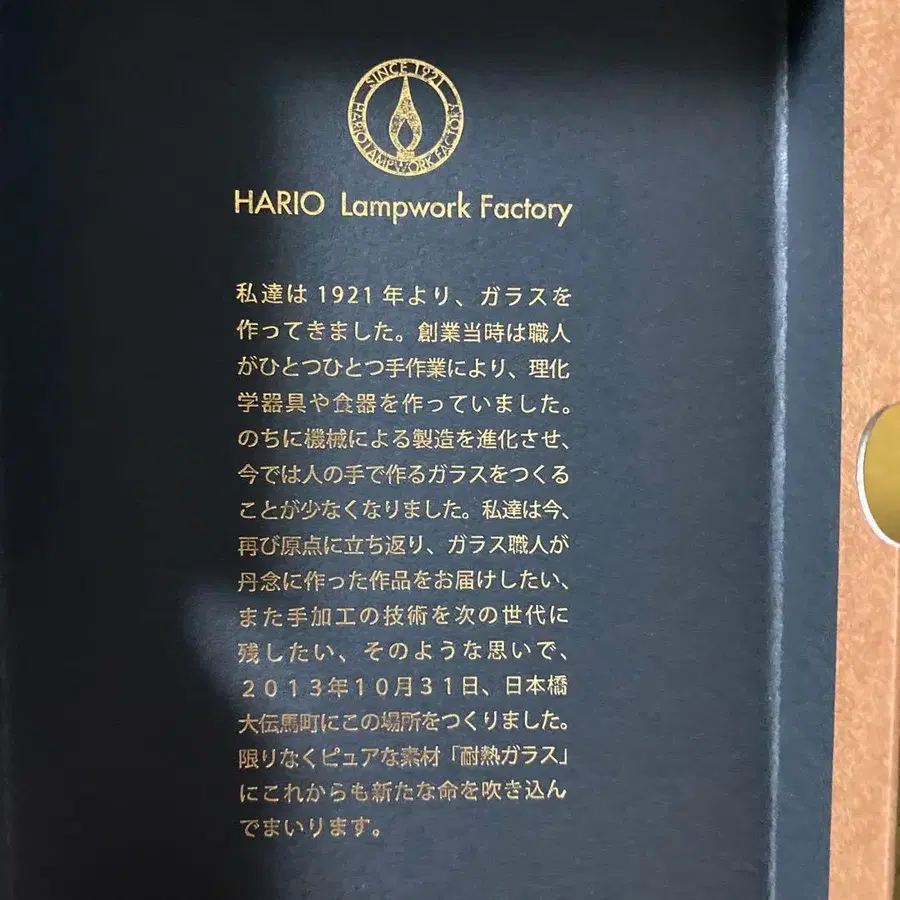 SINCE 1921
HARIO LAMPWORK FACTORY
HARIO Lampwork Factory
私達は1921年より、ガラスを
作ってきました。創業当時は職人
がひとつひとつ手作業により、理化
学器具や食器を作っていました。
のちに機械による製造を進化させ、
今では人の手で作るガラスをつくる
ことが少なくなりました。私達は今、
再び原点に立ち返り、ガラス職人が
丹念に作った作品をお届けしたい、
また手加工の技術を次の世代に
残したい、そのような思いで、
2013年10月31日、日本橋
大伝馬町にこの場所をつくりました。
限りなくピュアな素材「耐熱ガラス」
にこれからも新たな命を吹き込ん
でまいります。